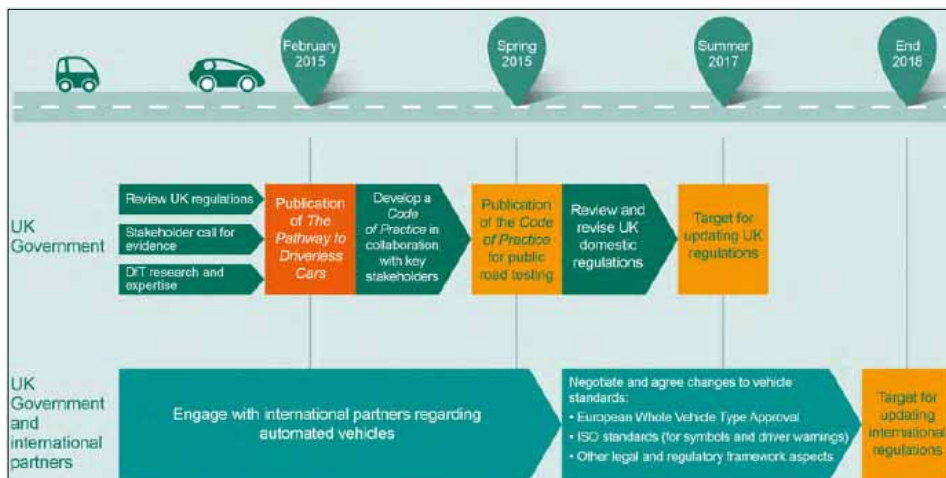 February
2015
Spring
2015
Summer
2017
End
2018
UK
Government
Review UK regulations
Stakeholder call for
evidence
DfT research and
expertise
Publication
of The
Pathway to
Driverless
Cars
Develop a
Code of
Practice in
collaboration
with key
stakeholders
Publication
of the Code
of Practice
for public
road testing
Review and
revise UK
domestic
regulations
Target for
updating UK
regulations
UK
Government
and
international
partners
Engage with international partners regarding
automated vehicles
Negotiate and agree changes to vehicle
standards:
• European Whole Vehicle Type Approval
• ISO standards (for symbols and driver warnings)
• Other legal and regulatory framework aspects
Target for
updating
international
regulations